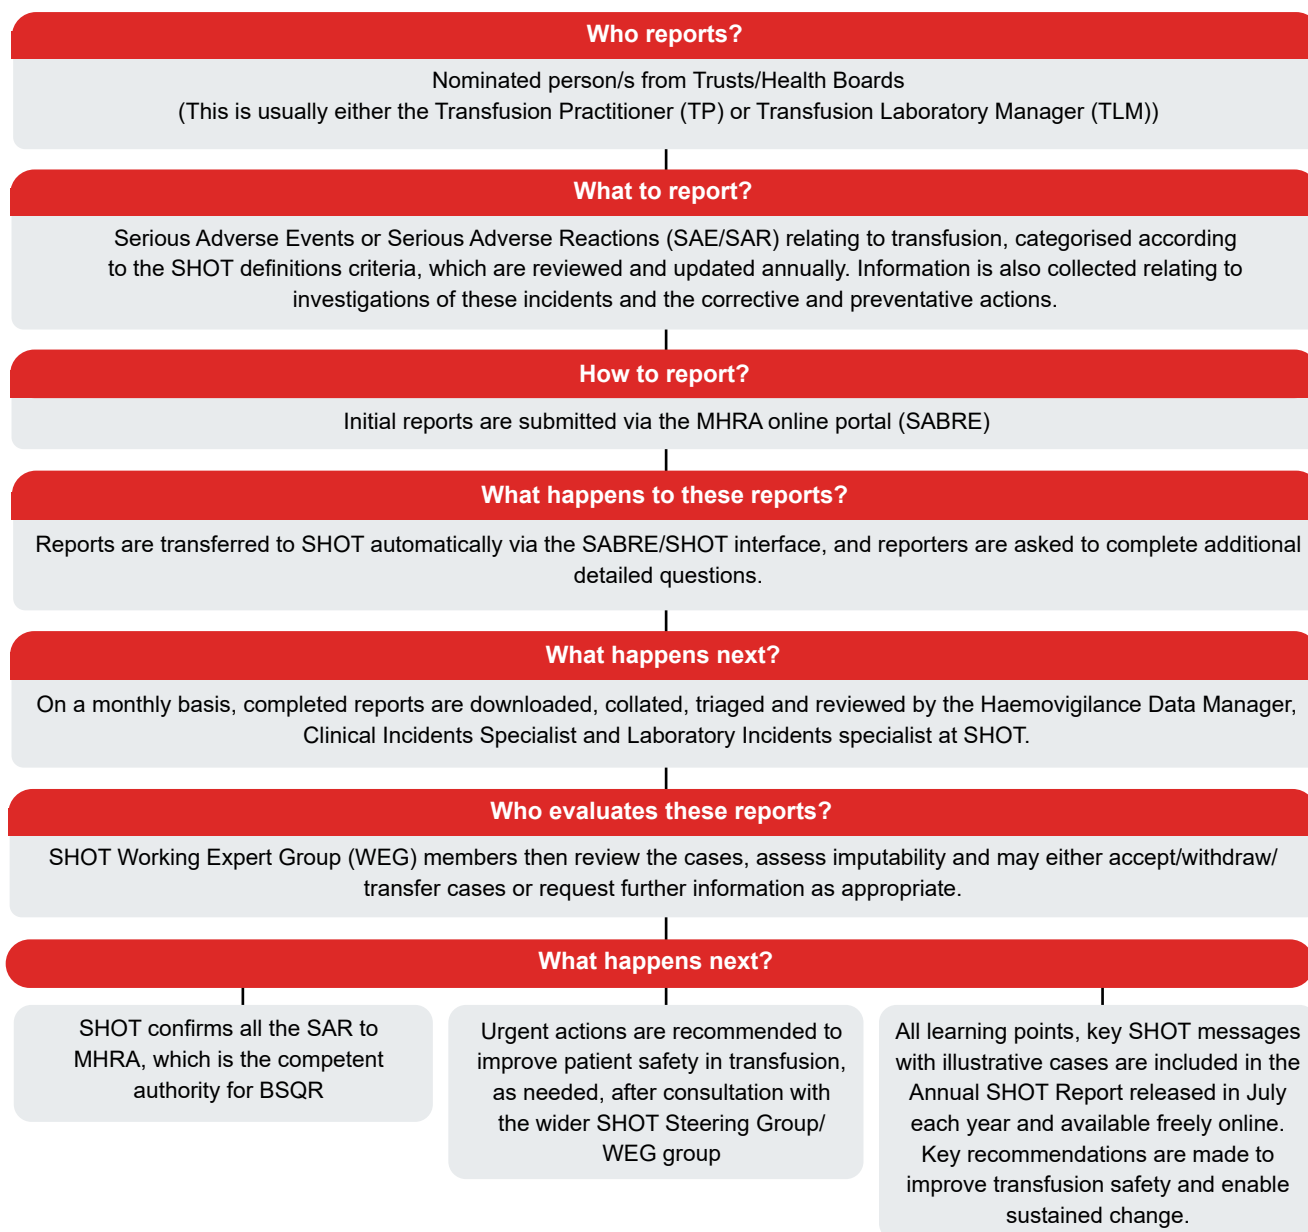 Who reports?
Nominated person/s from Trusts/Health Boards
(This is usually either the Transfusion Practitioner (TP) or Transfusion Laboratory Manager (TLM))
What to report?
Serious Adverse Events or Serious Adverse Reactions (SAE/SAR) relating to transfusion, categorised according
to the SHOT definitions criteria, which are reviewed and updated annually. Information is also collected relating to
investigations of these incidents and the corrective and preventative actions.
How to report?
Initial reports are submitted via the MHRA online portal (SABRE)
What happens to these reports?
Reports are transferred to SHOT automatically via the SABRE/SHOT interface, and reporters are asked to complete additional
detailed questions.
What happens next?
On a monthly basis, completed reports are downloaded, collated, triaged and reviewed by the Haemovigilance Data Manager,
Clinical Incidents Specialist and Laboratory Incidents specialist at SHOT.
Who evaluates these reports?
SHOT Working Expert Group (WEG) members then review the cases, assess imputability and may either accept/withdraw/
transfer cases or request further information as appropriate.
What happens next?
SHOT confirms all the SAR to
MHRA, which is the competent
authority for BSQR
Urgent actions are recommended to
improve patient safety in transfusion,
as needed, after consultation with
the wider SHOT Steering Group/
WEG group
All learning points, key SHOT messages
with illustrative cases are included in the
Annual SHOT Report released in July
each year and available freely online.
Key recommendations are made to
improve transfusion safety and enable
sustained change.